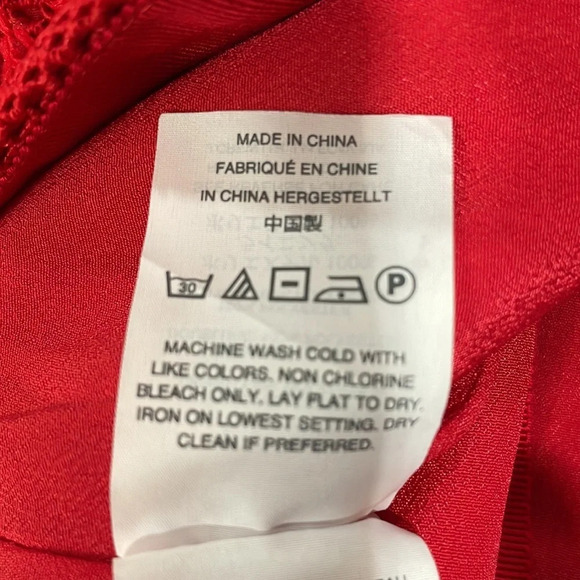 MADE IN CHINA
FABRIQUÉ EN CHINE
IN CHINA HERGESTELLT
中国製
30 P
MACHINE WASH COLD WITH
LIKE COLORS. NON CHLORINE
BLEACH ONLY. LAY FLAT TO DRY.
IRON ON LOWEST SETTING. DRY
CLEAN IF PREFERRED.